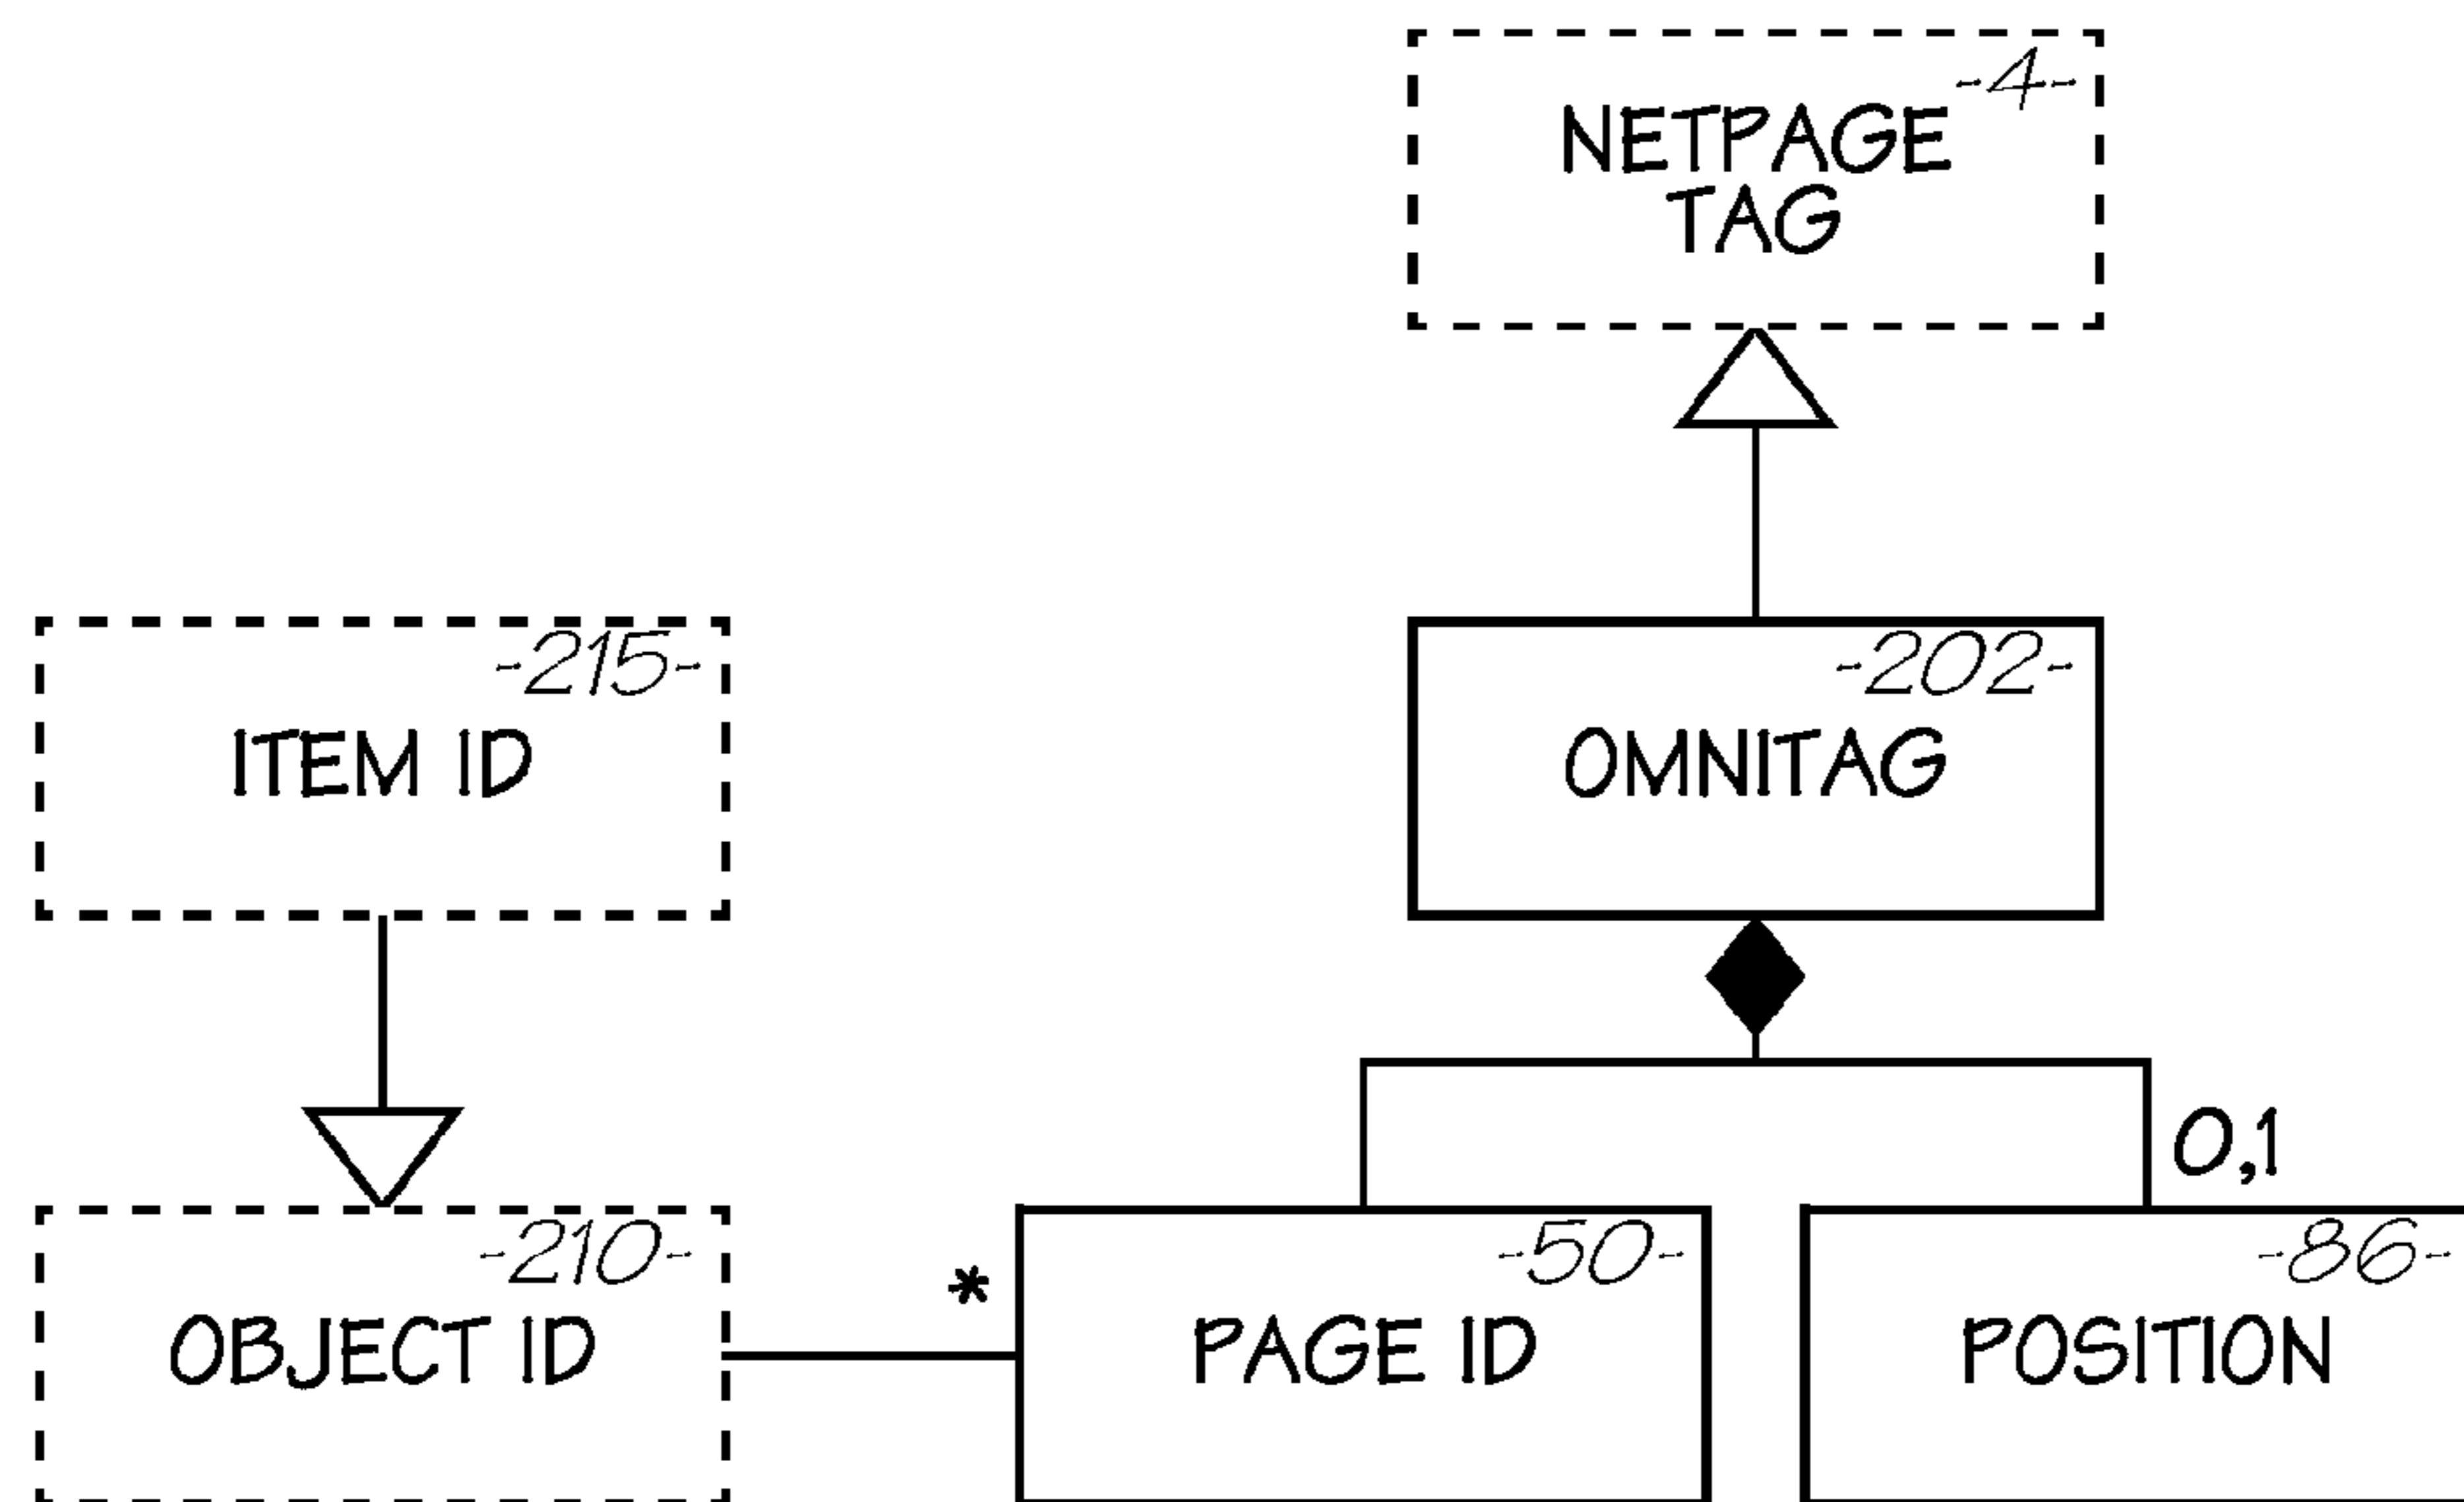 -4-
NETPAGE
TAG
-215-
ITEM ID
-202-
OMNITAG
0,1
-210-
OBJECT ID
*
-50-
PAGE ID
-86-
POSITION